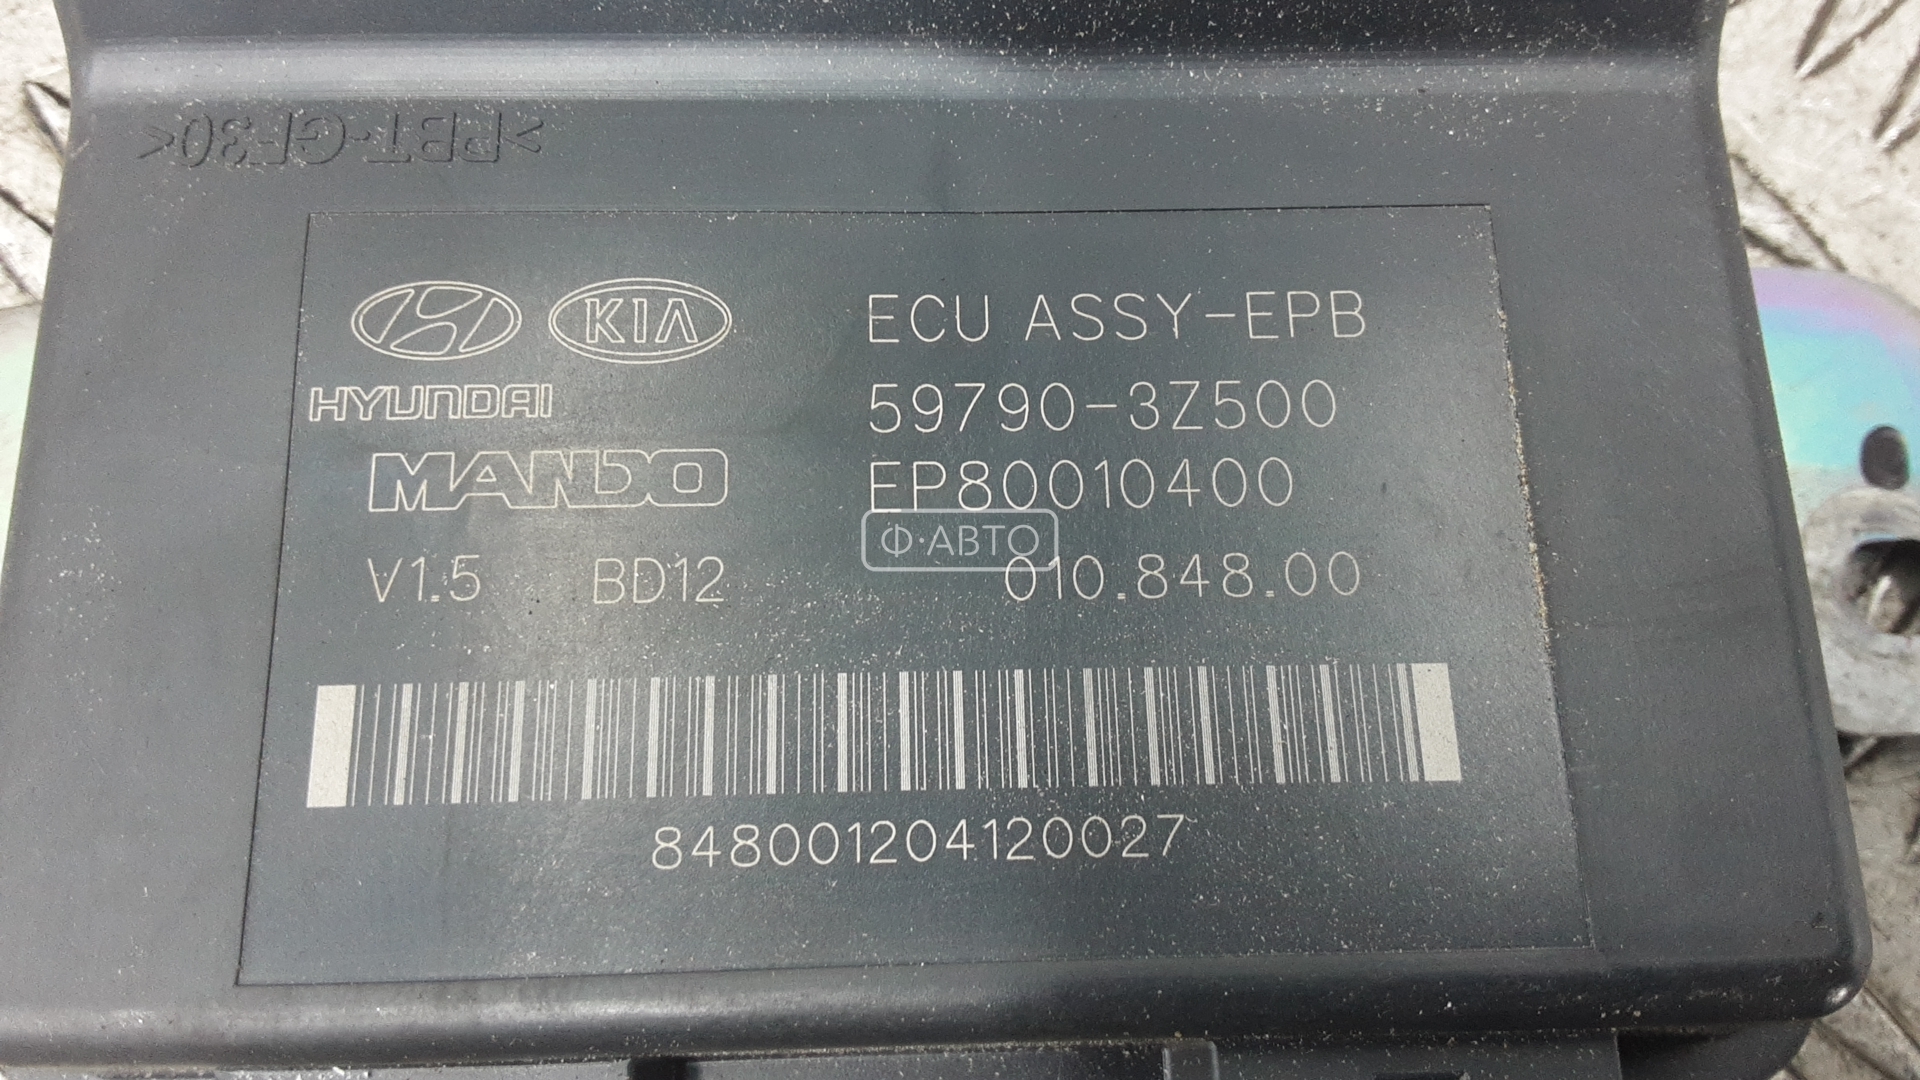 >PBT-GF30<
KIA ECU ASSY-EPB
HYUNDAI 59790-3Z500
MANDO EP80010400
Ф·АВТО
V1.5 BD12 010.848.00
848001204120027